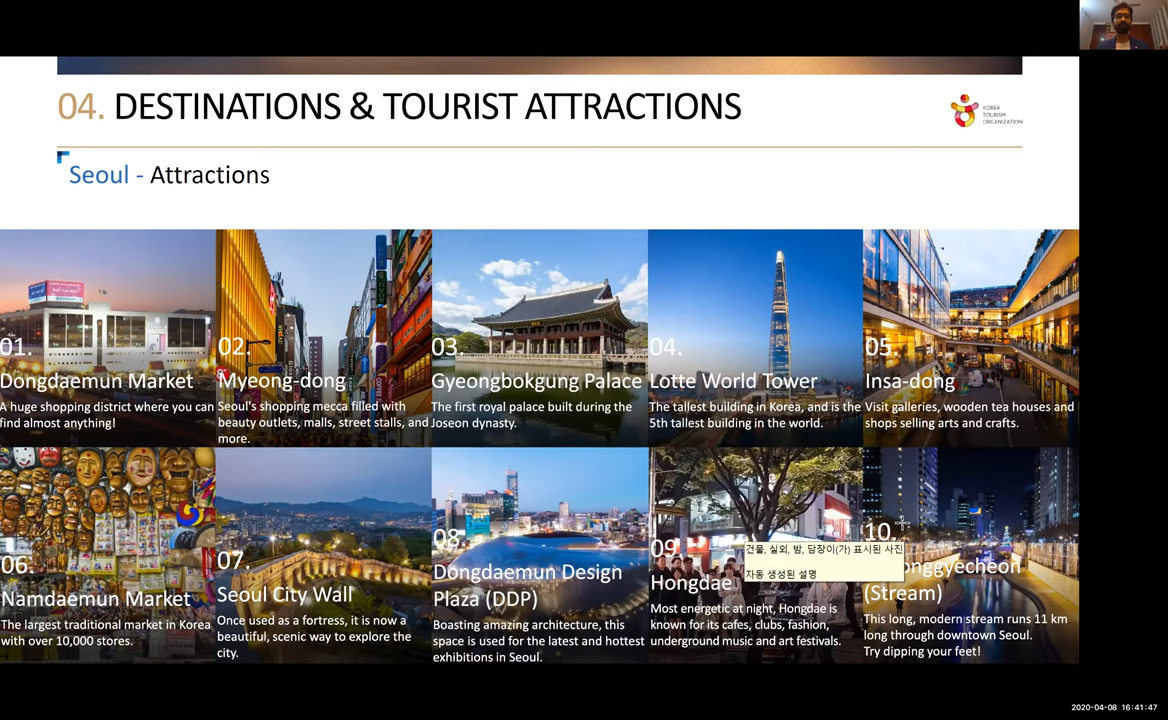 04. DESTINATIONS & TOURIST ATTRACTIONS
KOREA
TOURISM
ORGANIZATION
Seoul - Attractions
01.
Dongdaemun Market
A huge shopping district where you can
find almost anything!
02.
Myeong-dong
Seoul's shopping mecca filled with
beauty outlets, malls, street stalls, and
more.
03.
Gyeongbokgung Palace
The first royal palace built during the
Joseon dynasty.
04.
Lotte World Tower
The tallest building in Korea, and is the
5th tallest building in the world.
05.
Insa-dong
Visit galleries, wooden tea houses and
shops selling arts and crafts.
06.
Namdaemun Market
The largest traditional market in Korea
with over 10,000 stores.
07.
Seoul City Wall
Once used as a fortress, it is now a
beautiful, scenic way to explore the
city.
08.
Dongdaemun Design
Plaza (DDP)
Boasting amazing architecture, this
space is used for the latest and hottest
exhibitions in Seoul.
09
Hongdae
Most energetic at night, Hongdae is
known for its cafes, clubs, fashion,
underground music and art festivals.
건물, 실외, 밤, 담장이(가) 표시된 사진
자동 생성된 설명
10.
onggyecheon
(Stream)
This long, modern stream runs 11 km
long through downtown Seoul.
Try dipping your feet!
2020-04-08 16:41:47